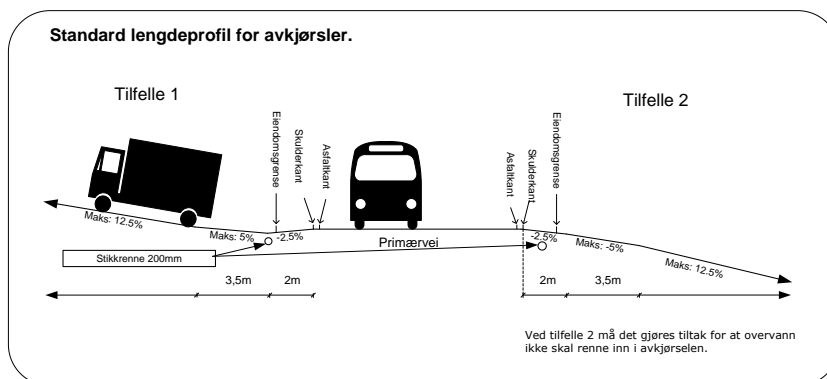 Standard lengdeprofil for avkjørsler.
Tilfelle 1
Tilfelle 2
Eiendomsgrense
Skulderkant
Asfaltkant
Asfaltkant
Skulderkant
Eiendomsgrense
Maks: 12.5%
Maks: 5%
-2,5%
Primærvei
-2.5%
Maks: -5%
Maks: 12.5%
Stikkrenne 200mm
3,5m
2m
2m
3,5m
Ved tilfelle 2 må det gjøres tiltak for at overvann
ikke skal renne inn i avkjørselen.